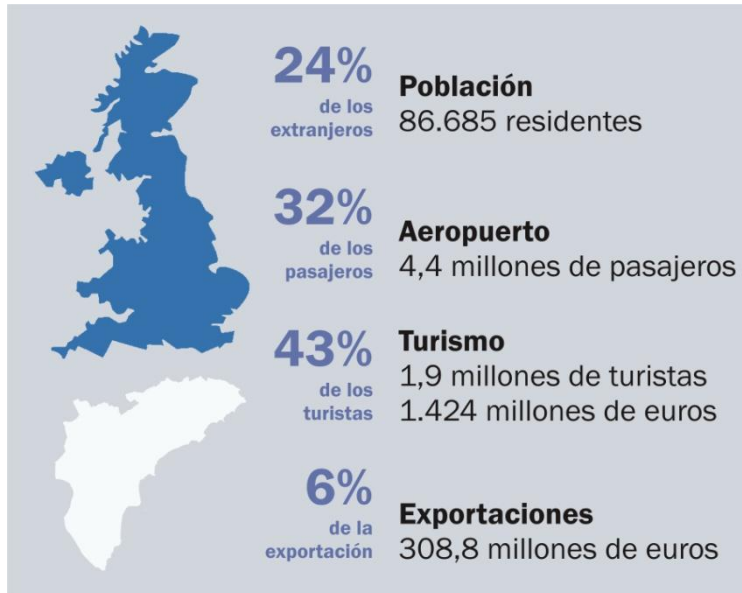 24%
de los
extranjeros
Población
86.685 residentes
32%
de los
pasajeros
Aeropuerto
4,4 millones de pasajeros
43%
de los
turistas
Turismo
1,9 millones de turistas
1.424 millones de euros
6%
de la
exportación
Exportaciones
308,8 millones de euros